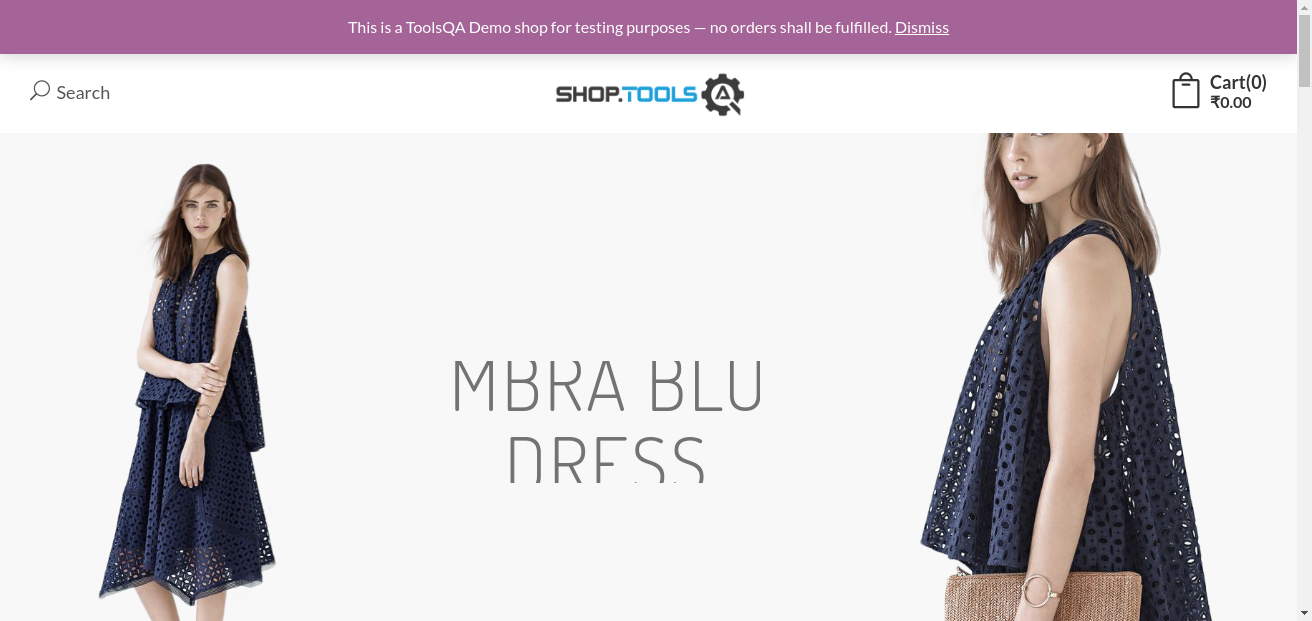 This is a ToolsQA Demo shop for testing purposes — no orders shall be fulfilled. Dismiss
Search
SHOP.TOOLS QA
Cart(0)
₹0.00
MBRA BLU
DRESS